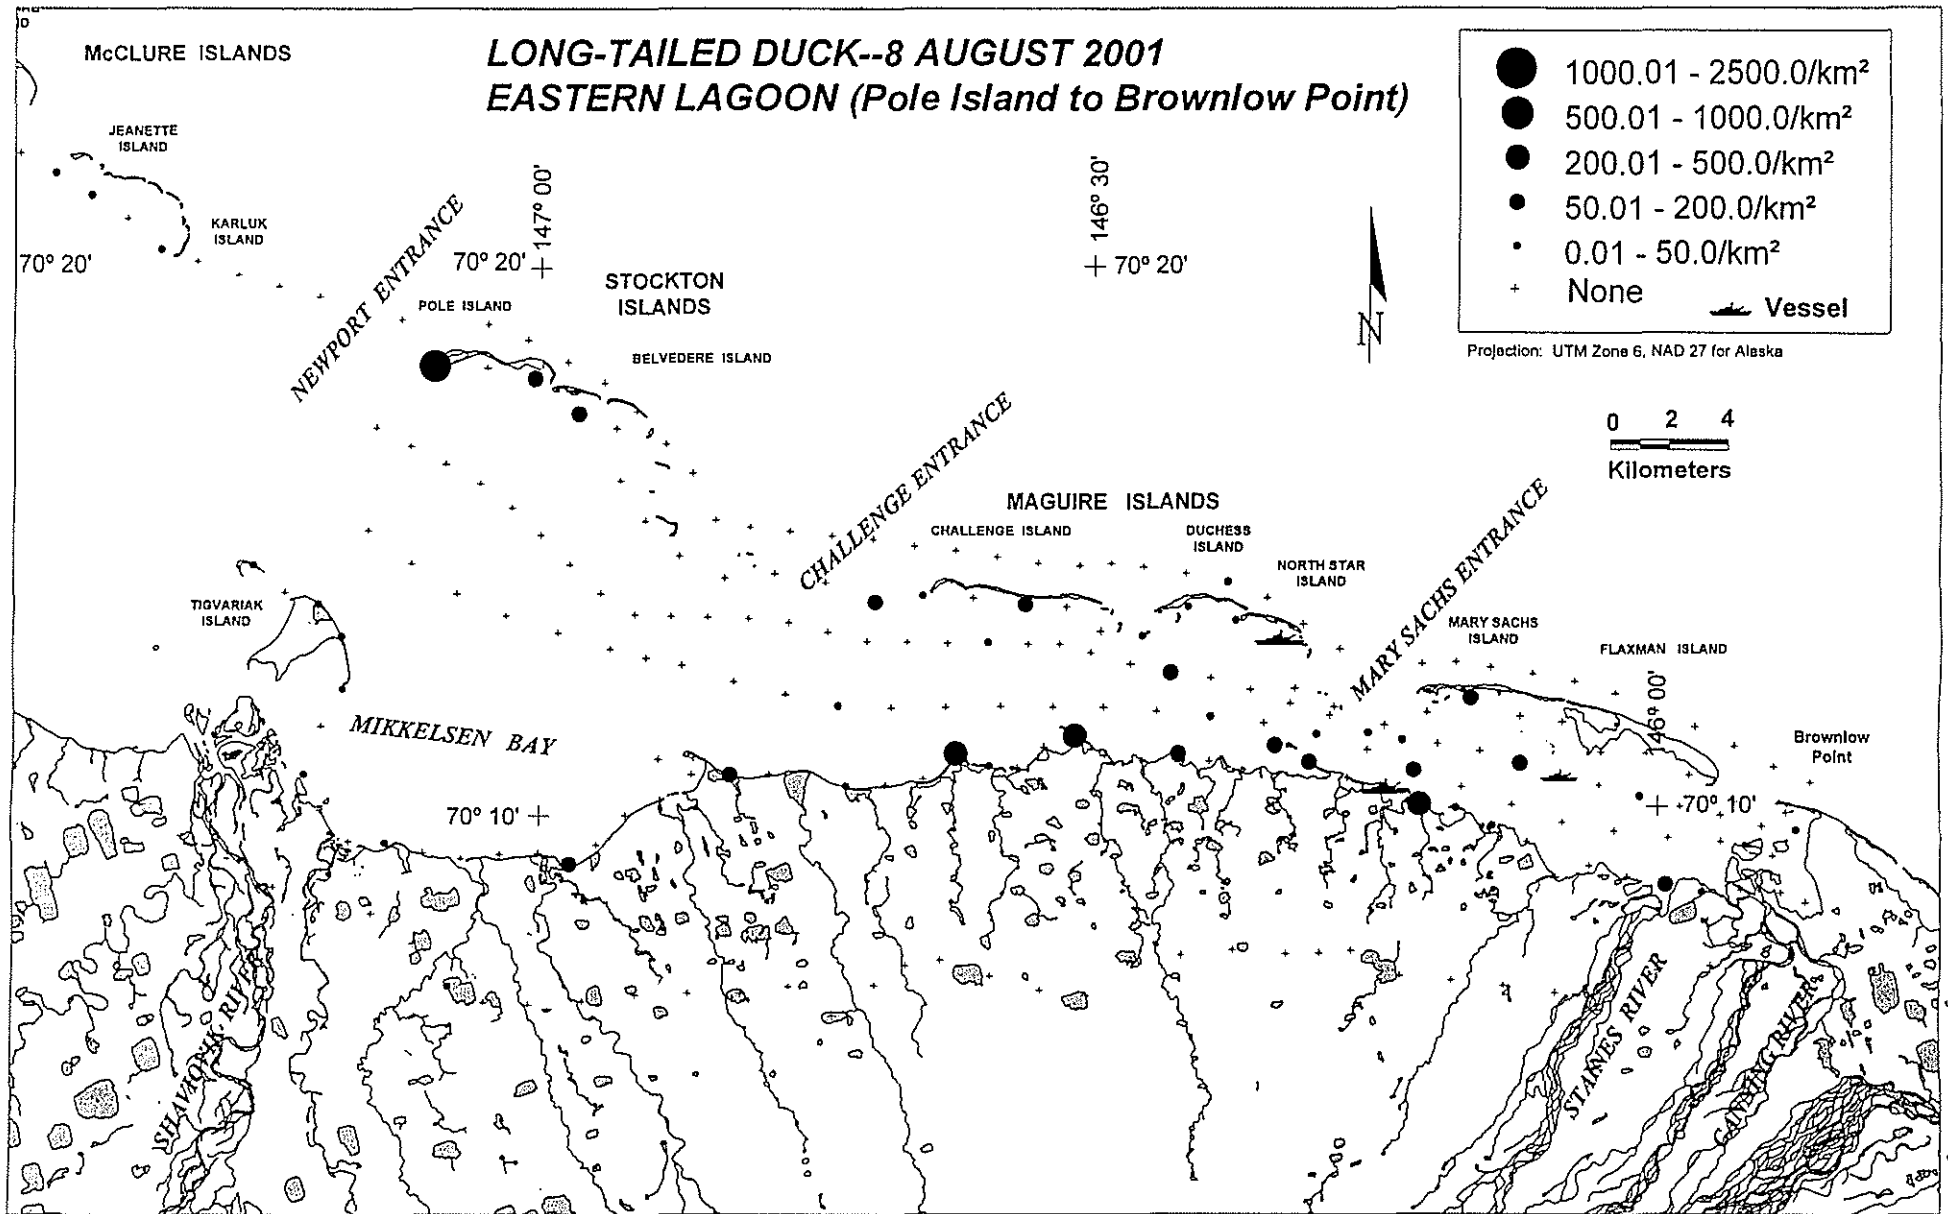 McCLURE ISLANDS
LONG-TAILED DUCK--8 AUGUST 2001
EASTERN LAGOON (Pole Island to Brownlow Point)
1000.01 - 2500.0/km²
500.01 - 1000.0/km²
200.01 - 500.0/km²
50.01 - 200.0/km²
0.01 - 50.0/km²
None
Vessel
Projection: UTM Zone 6, NAD 27 for Alaska
JEANETTE
ISLAND
KARLUK
ISLAND
70° 20'
NEWPORT ENTRANCE
147° 00'
70° 20'
146° 30'
70° 20'
N
STOCKTON
ISLANDS
POLE ISLAND
BELVEDERE ISLAND
0 2 4
Kilometers
CHALLENGE ENTRANCE
MAGUIRE ISLANDS
CHALLENGE ISLAND
DUCHESS
ISLAND
NORTH STAR
ISLAND
MARY SACHS ENTRANCE
MARY SACHS
ISLAND
FLAXMAN ISLAND
46° 00'
TIGVARIAK
ISLAND
MIKKELSEN BAY
Brownlow
Point
70° 10'
70° 10'
SHAVIOVIK RIVER
STAINES RIVER
CANNING RIVER